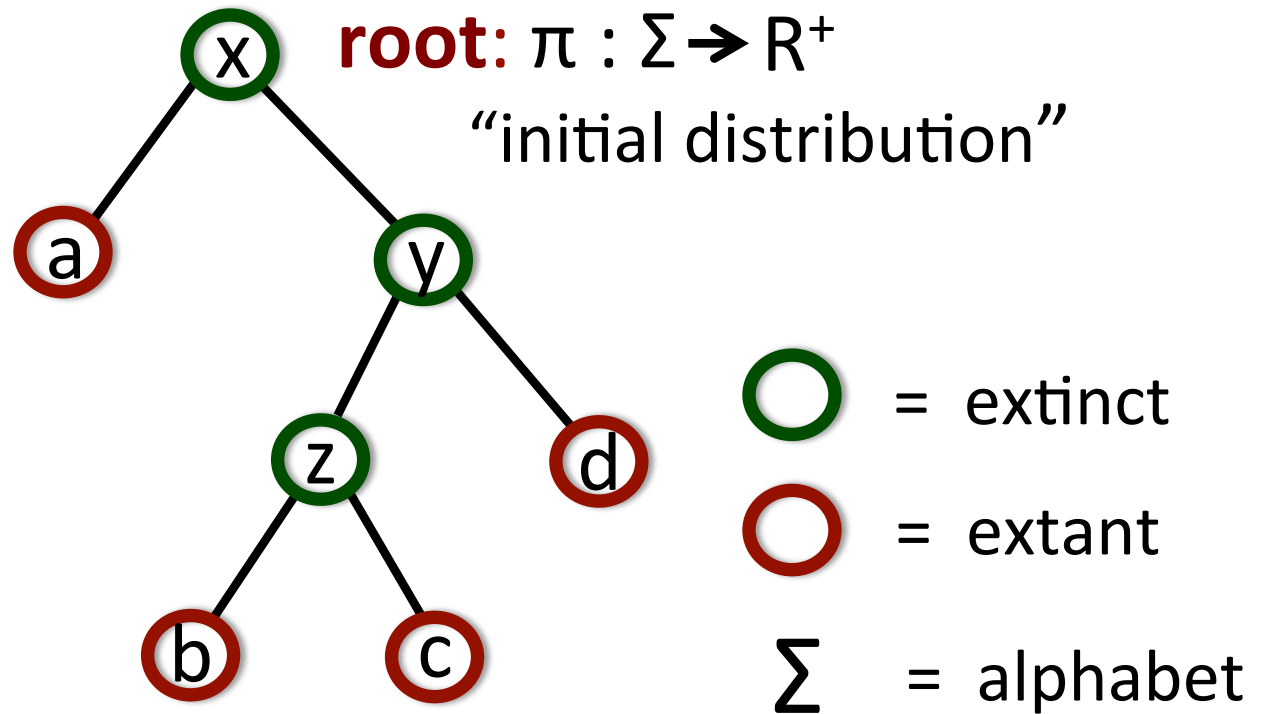 x root: π : Σ → R⁺
“initial distribution”
a
y
= extinct
z
d
= extant
b
c
Σ = alphabet